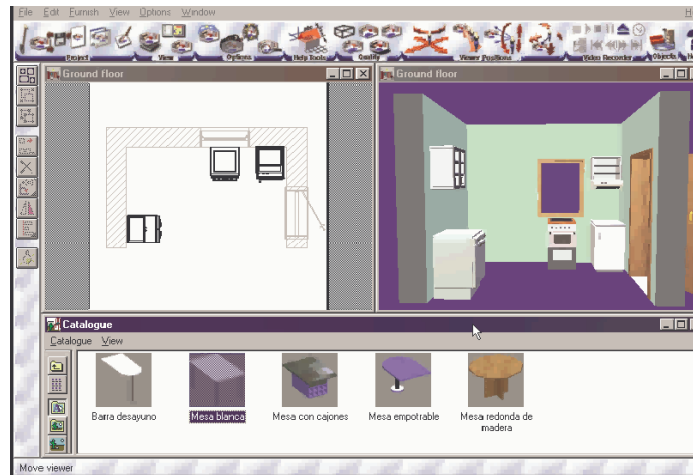 File Edit Furnish View Options Window
Project View Options Help Tools Quality Viewer Positions Video Recorder Objects
Ground floor
Ground floor
Catalogue
Catalogue View
Barra desayuno Mesa blanca Mesa con cajones Mesa empotrable Mesa redonda de
madera
Move viewer